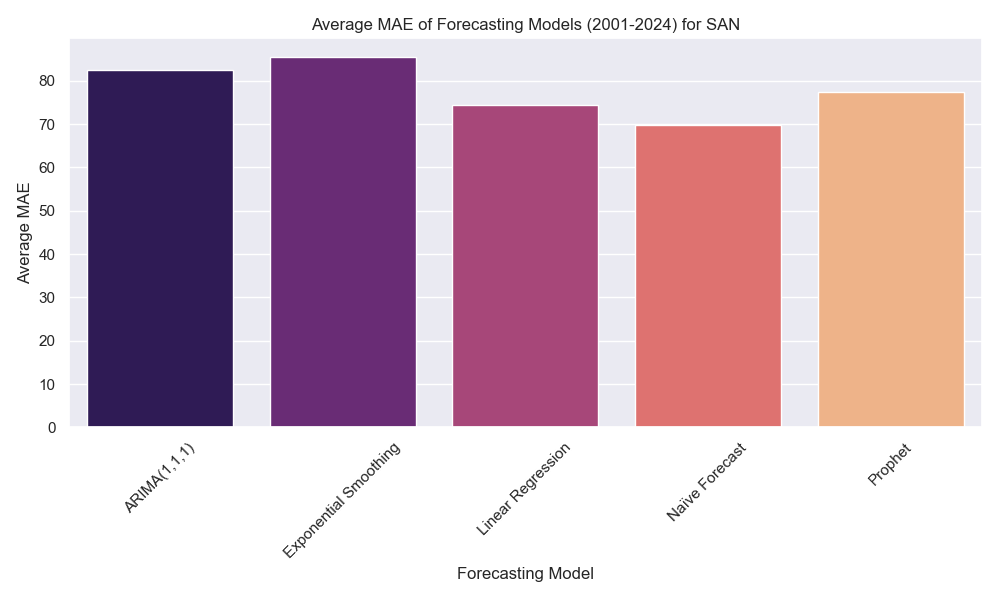 Average MAE of Forecasting Models (2001-2024) for SAN
Average MAE
80
70
60
50
40
30
20
10
0
ARIMA(1,1,1)
Exponential Smoothing
Linear Regression
Naïve Forecast
Prophet
Forecasting Model